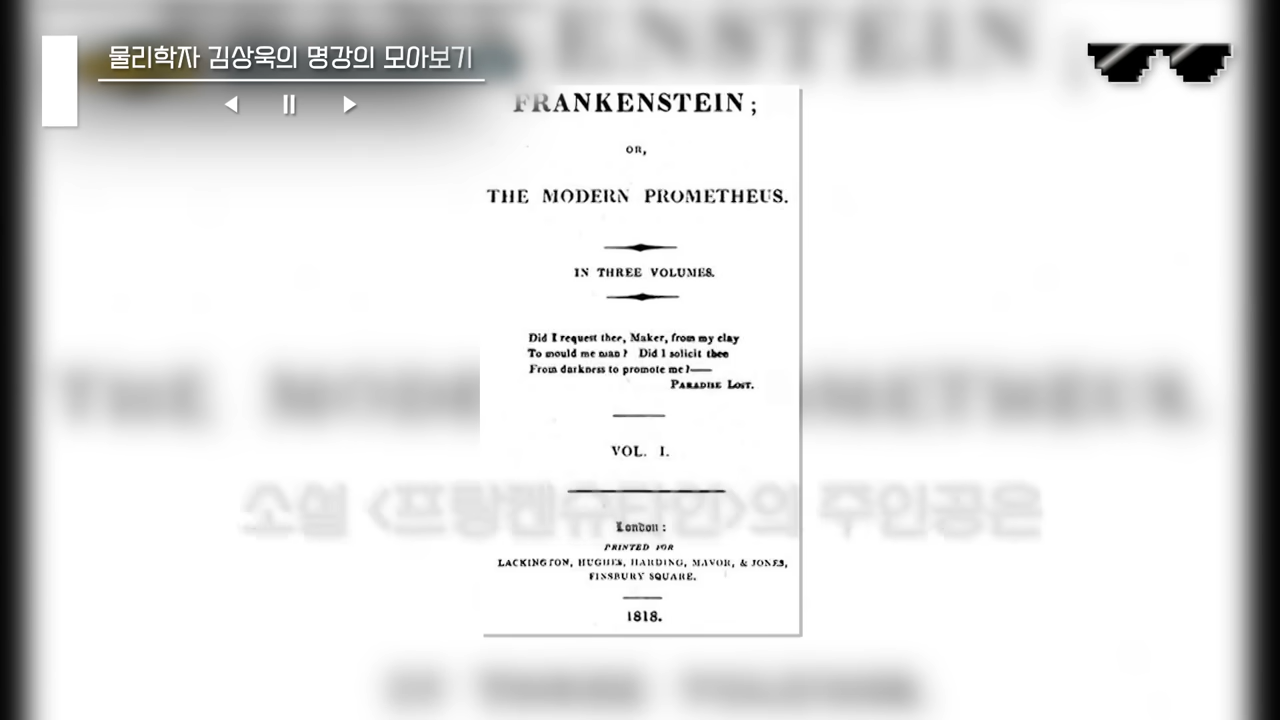 물리학자 김상욱의 명강의 모아보기
FRANKENSTEIN;
OR,
THE MODERN PROMETHEUS.
IN THREE VOLUMES.
Did I request thee, Maker, from my clay
To mould me man? Did I solicit thee
From darkness to promote me?—
PARADISE LOST.
VOL. I.
소설 <프랑켄슈타인>의 주인공은
London:
PRINTED FOR
LACKINGTON, HUGHES, HARDING, MAVOR, & JONES,
FINSBURY SQUARE.
1818.